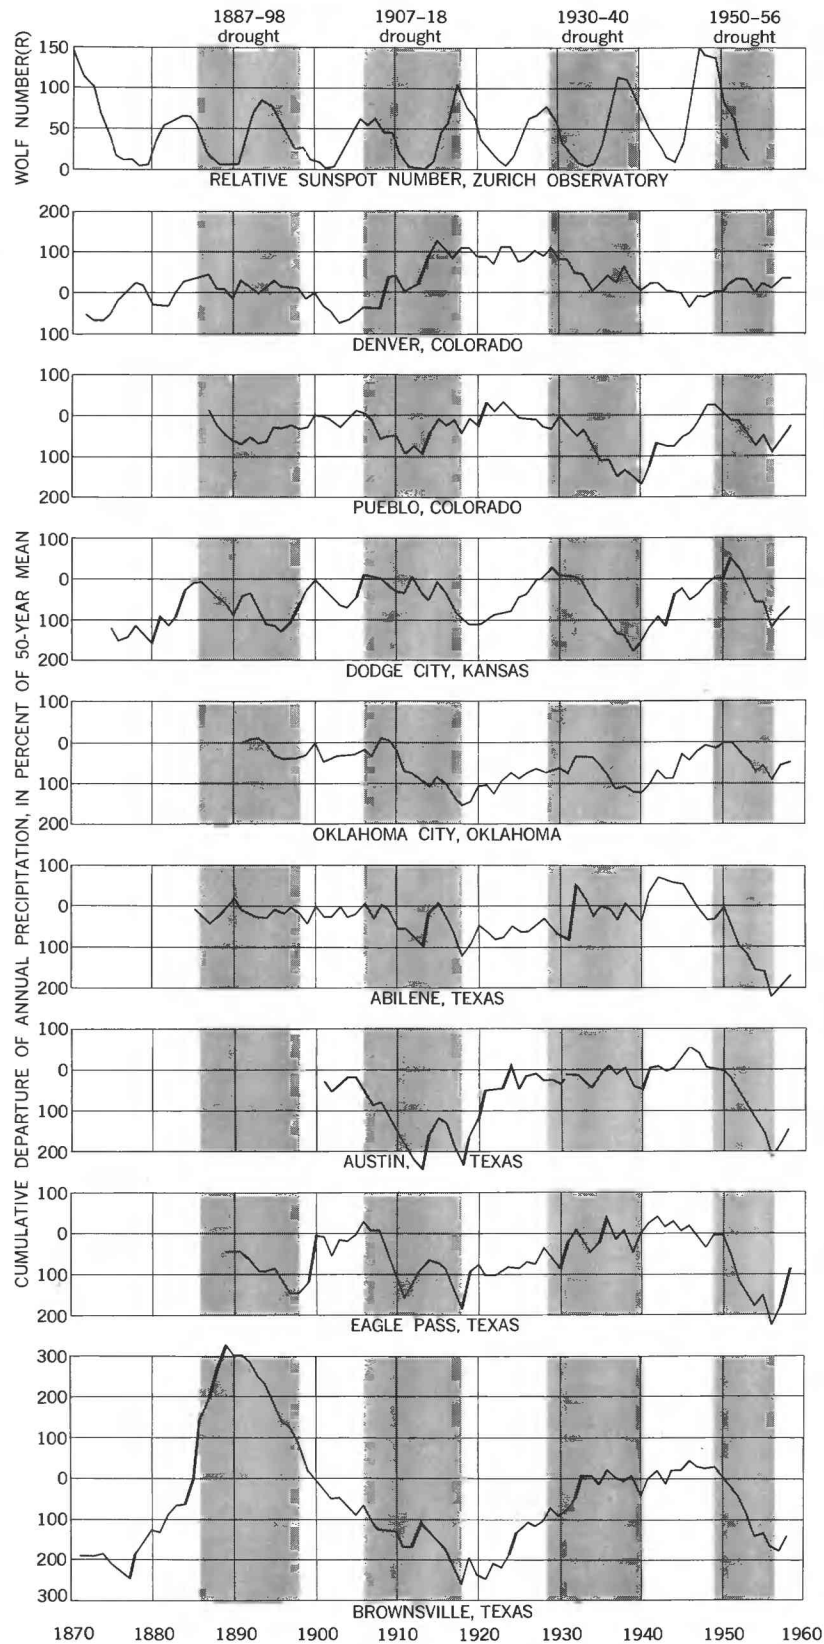 1887–98 1907–18 1930–40 1950–56
drought drought drought drought
WOLF NUMBER(R)
150
100
50
0
RELATIVE SUNSPOT NUMBER, ZURICH OBSERVATORY
CUMULATIVE DEPARTURE OF ANNUAL PRECIPITATION, IN PERCENT OF 50-YEAR MEAN
200
100
0
100
DENVER, COLORADO
0
100
200
PUEBLO, COLORADO
100
0
100
200
DODGE CITY, KANSAS
100
0
100
200
OKLAHOMA CITY, OKLAHOMA
100
0
100
200
ABILENE, TEXAS
100
0
100
200
AUSTIN, TEXAS
100
0
100
200
EAGLE PASS, TEXAS
300
200
100
0
100
200
300
BROWNSVILLE, TEXAS
1870 1880 1890 1900 1910 1920 1930 1940 1950 1960